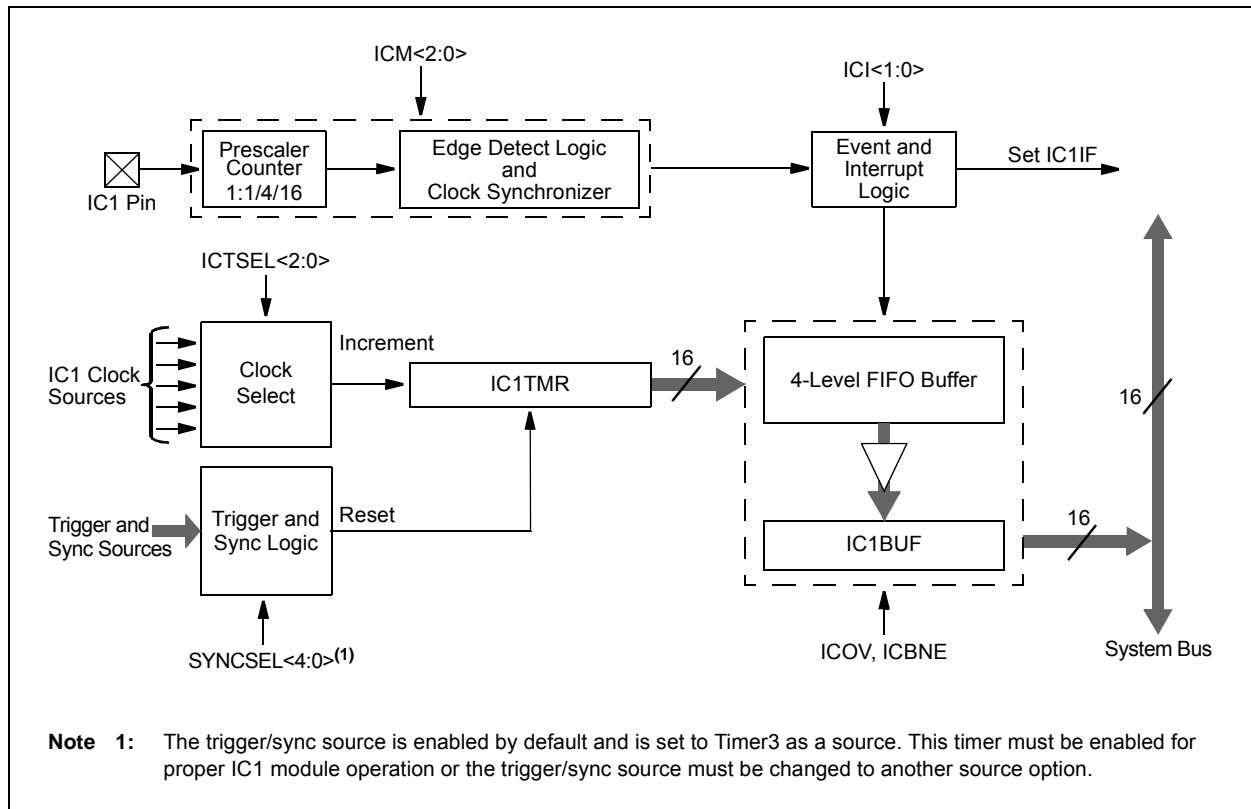 ICM<2:0>
ICI<1:0>
Prescaler
Counter
1:1/4/16
Edge Detect Logic
and
Clock Synchronizer
Event and
Interrupt
Logic
Set IC1IF
IC1 Pin
ICTSEL<2:0>
IC1 Clock
Sources
Clock
Select
Increment
IC1TMR
16
4-Level FIFO Buffer
16
Trigger and
Sync Sources
Trigger and
Sync Logic
Reset
IC1BUF
16
SYNCSEL<4:0>(1)
ICOV, ICBNE
System Bus
Note 1: The trigger/sync source is enabled by default and is set to Timer3 as a source. This timer must be enabled for
proper IC1 module operation or the trigger/sync source must be changed to another source option.